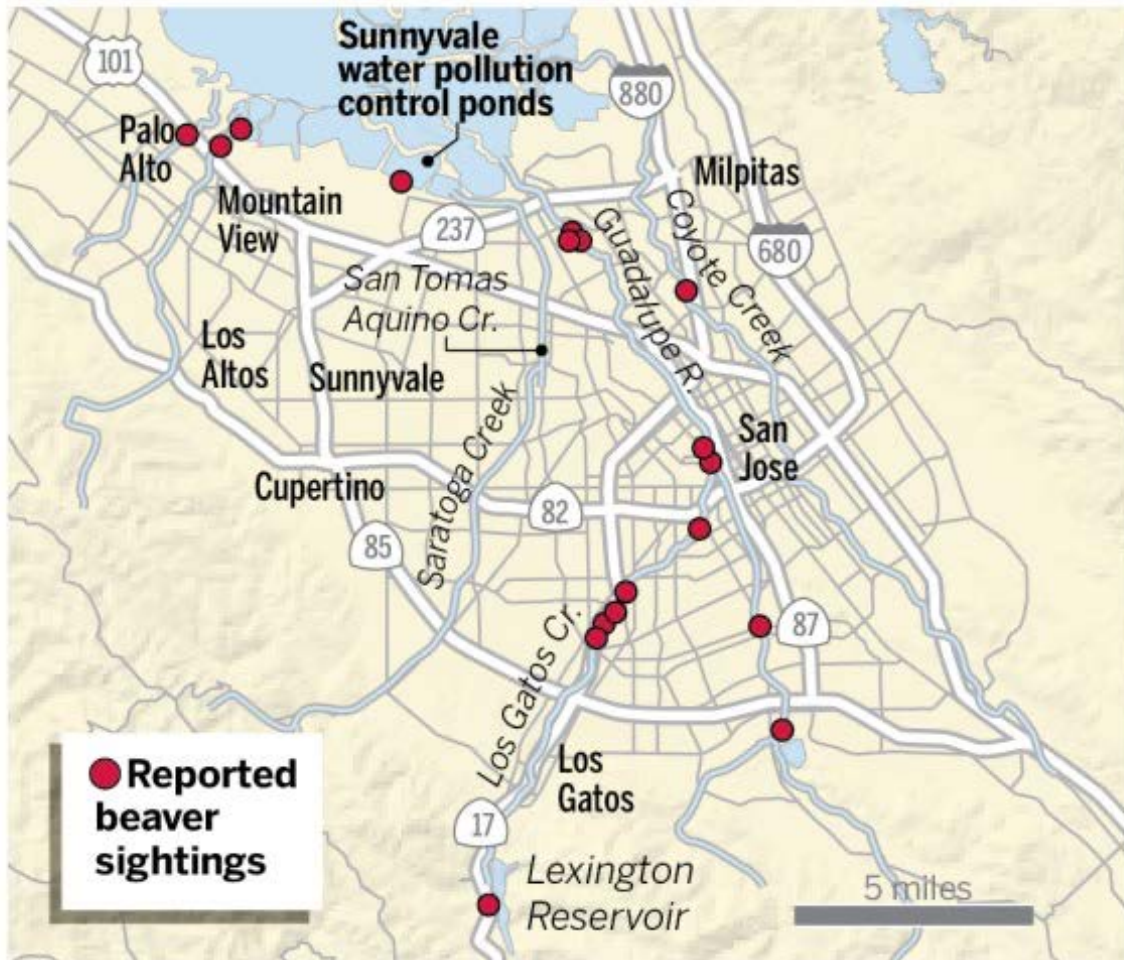 Sunnyvale
water pollution
control ponds
101
880
Palo
Alto
Milpitas
Mountain
View
237
Guadalupe R.
Coyote Creek
680
San Tomas
Aquino Cr.
Los
Altos
Sunnyvale
Saratoga Creek
San
Jose
Cupertino
82
85
Los Gatos Cr.
87
Los
Gatos
17
Reported
beaver
sightings
Lexington
Reservoir
5 miles